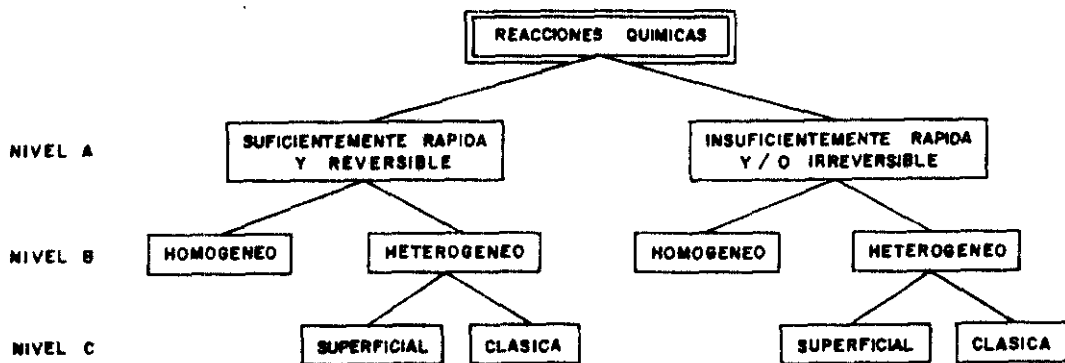 REACCIONES QUIMICAS
NIVEL A
SUFICIENTEMENTE RAPIDA
Y REVERSIBLE
INSUFICIENTEMENTE RAPIDA
Y / O IRREVERSIBLE
NIVEL B
HOMOGENEO
HETEROGENEO
HOMOGENEO
HETEROGENEO
NIVEL C
SUPERFICIAL
CLASICA
SUPERFICIAL
CLASICA